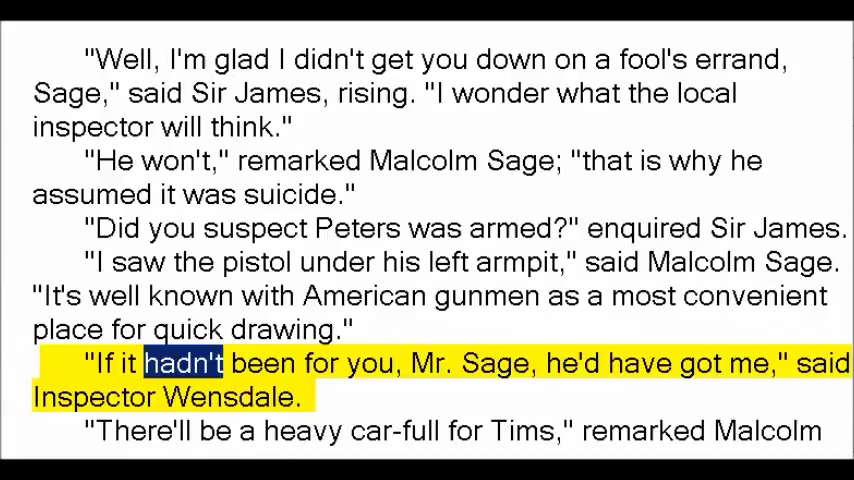 "Well, I'm glad I didn't get you down on a fool's errand,
Sage," said Sir James, rising. "I wonder what the local
inspector will think."
"He won't," remarked Malcolm Sage; "that is why he
assumed it was suicide."
"Did you suspect Peters was armed?" enquired Sir James.
"I saw the pistol under his left armpit," said Malcolm Sage.
"It's well known with American gunmen as a most convenient
place for quick drawing."
"If it hadn't been for you, Mr. Sage, he'd have got me," said
Inspector Wensdale.
"There'll be a heavy car-full for Tims," remarked Malcolm